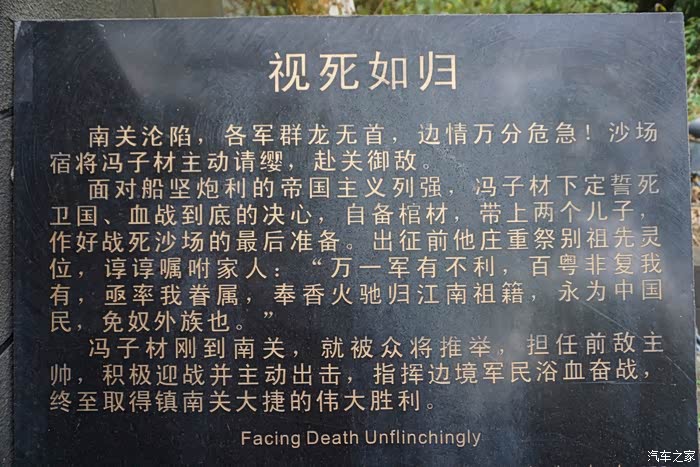 视死如归
南关沦陷，各军群龙无首，边情万分危急！沙场
宿将冯子材主动请缨，赴关御敌。
面对船坚炮利的帝国主义列强，冯子材下定誓死
卫国、血战到底的决心，自备棺材，带上两个儿子，
作好战死沙场的最后准备。出征前他庄重祭别祖先灵
位，谆谆嘱咐家人：“万一军有不利，百粤非复我
有，亟率我眷属，奉香火驰归江南祖籍，永为中国
民，免奴外族也。”
冯子材刚到南关，就被众将推举，担任前敌主
帅，积极迎战并主动出击，指挥边境军民浴血奋战，
终至取得镇南关大捷的伟大胜利。
Facing Death Unflinchingly
汽车之家